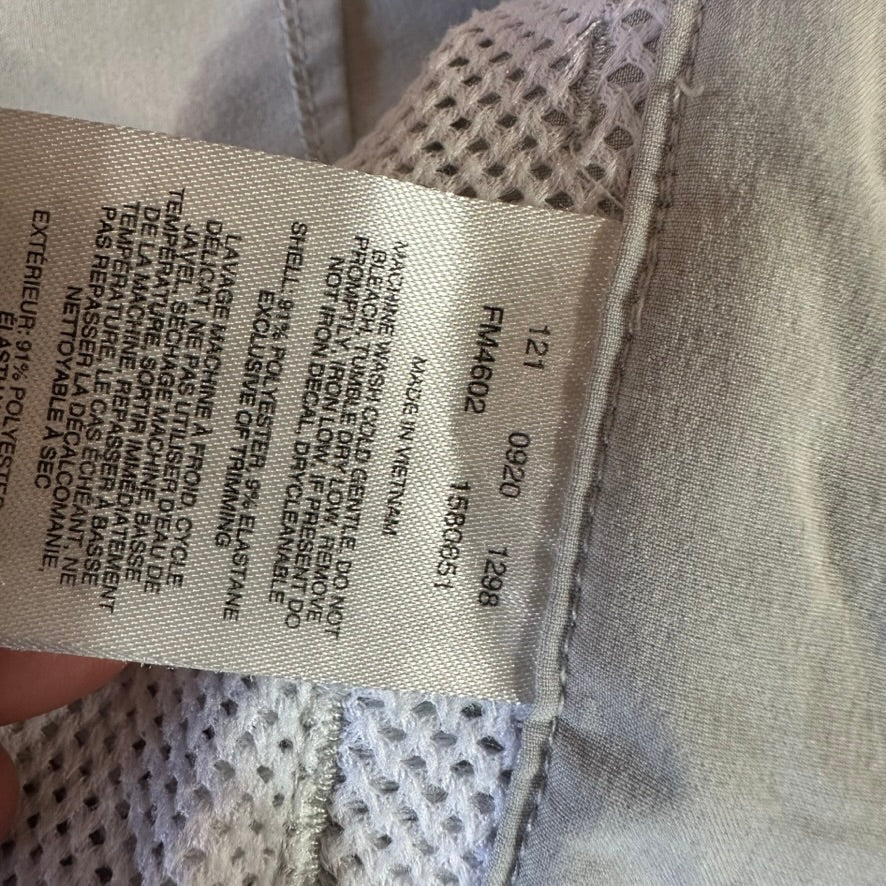 121 0920 1298
FM4602 1580651
MADE IN VIETNAM
MACHINE WASH COLD GENTLE, DO NOT
BLEACH, TUMBLE DRY LOW, REMOVE
PROMPTLY, IRON LOW, IF PRESENT DO
NOT IRON DECAL, DRYCLEANABLE
SHELL: 91% POLYESTER, 9% ELASTANE
EXCLUSIVE OF TRIMMING
LAVAGE MACHINE À FROID, CYCLE
DÉLICAT, NE PAS UTILISER D'EAU DE
JAVEL, SÉCHAGE MACHINE, BASSE
TEMPÉRATURE, SORTIR IMMÉDIATEMENT
DE LA MACHINE, REPASSER À BASSE
TEMPÉRATURE, LE CAS ÉCHÉANT, NE
PAS REPASSER LA DÉCALCOMANIE,
NETTOYABLE À SEC
EXTÉRIEUR: 91% POLYESTER